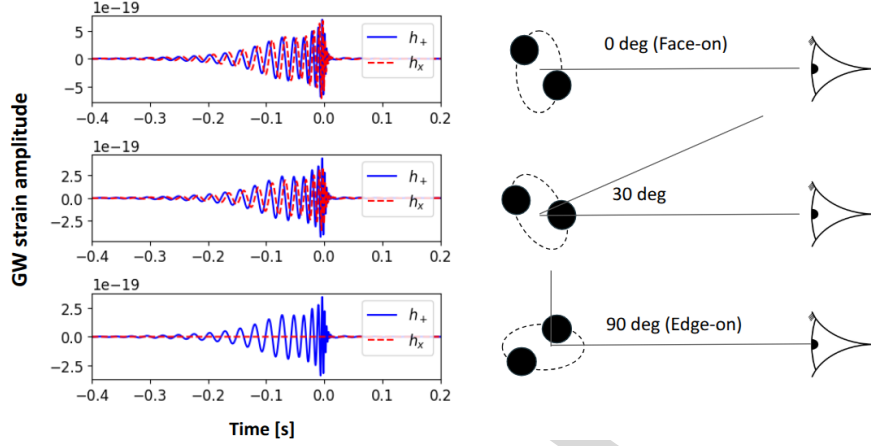 GW strain amplitude
1e−19
5
0
−5
h+
hx
−0.4 −0.3 −0.2 −0.1 0.0 0.1 0.2
0 deg (Face-on)
1e−19
2.5
0.0
−2.5
h+
hx
−0.4 −0.3 −0.2 −0.1 0.0 0.1 0.2
30 deg
1e−19
2.5
0.0
−2.5
h+
hx
−0.4 −0.3 −0.2 −0.1 0.0 0.1 0.2
90 deg (Edge-on)
Time [s]